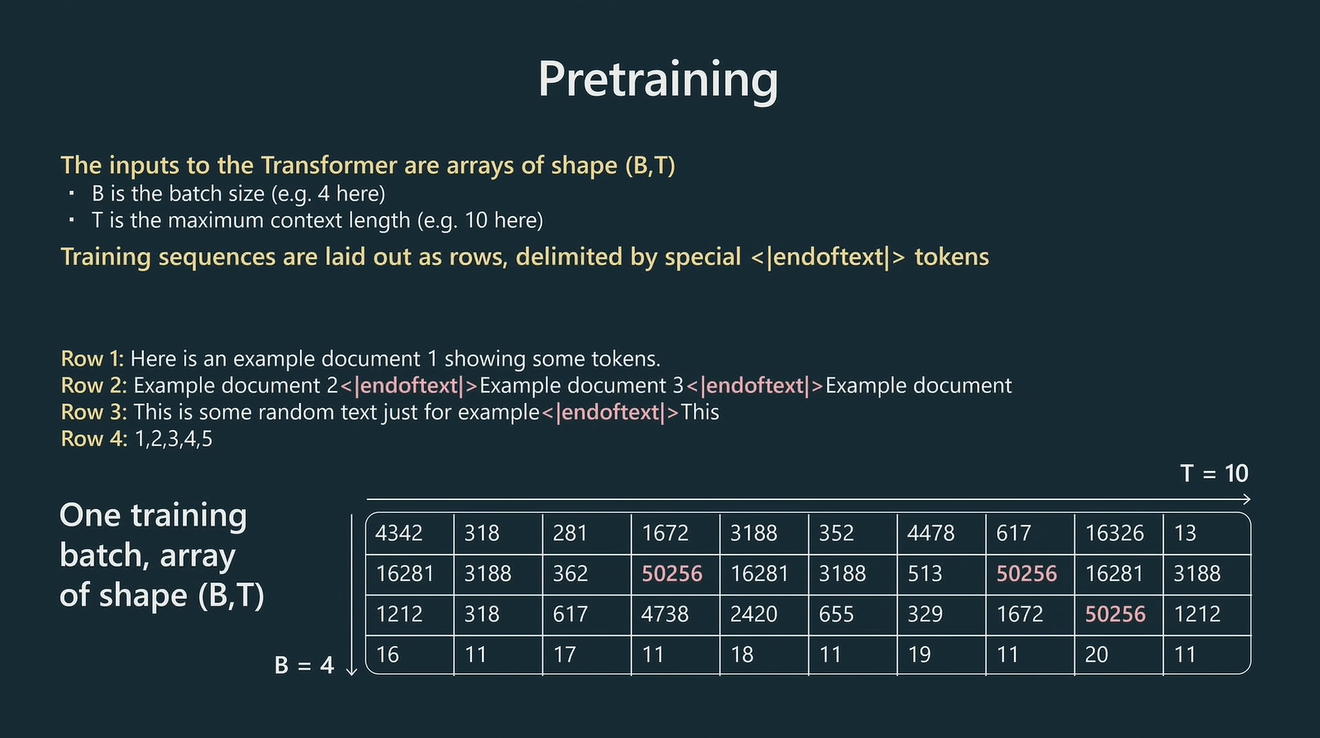 Pretraining
The inputs to the Transformer are arrays of shape (B,T)
▪ B is the batch size (e.g. 4 here)
▪ T is the maximum context length (e.g. 10 here)
Training sequences are laid out as rows, delimited by special <|endoftext|> tokens
Row 1: Here is an example document 1 showing some tokens.
Row 2: Example document 2<|endoftext|>Example document 3<|endoftext|>Example document
Row 3: This is some random text just for example<|endoftext|>This
Row 4: 1,2,3,4,5
T = 10
One training
batch, array
of shape (B,T)
B = 4
4342 318 281 1672 3188 352 4478 617 16326 13
16281 3188 362 50256 16281 3188 513 50256 16281 3188
1212 318 617 4738 2420 655 329 1672 50256 1212
16 11 17 11 18 11 19 11 20 11